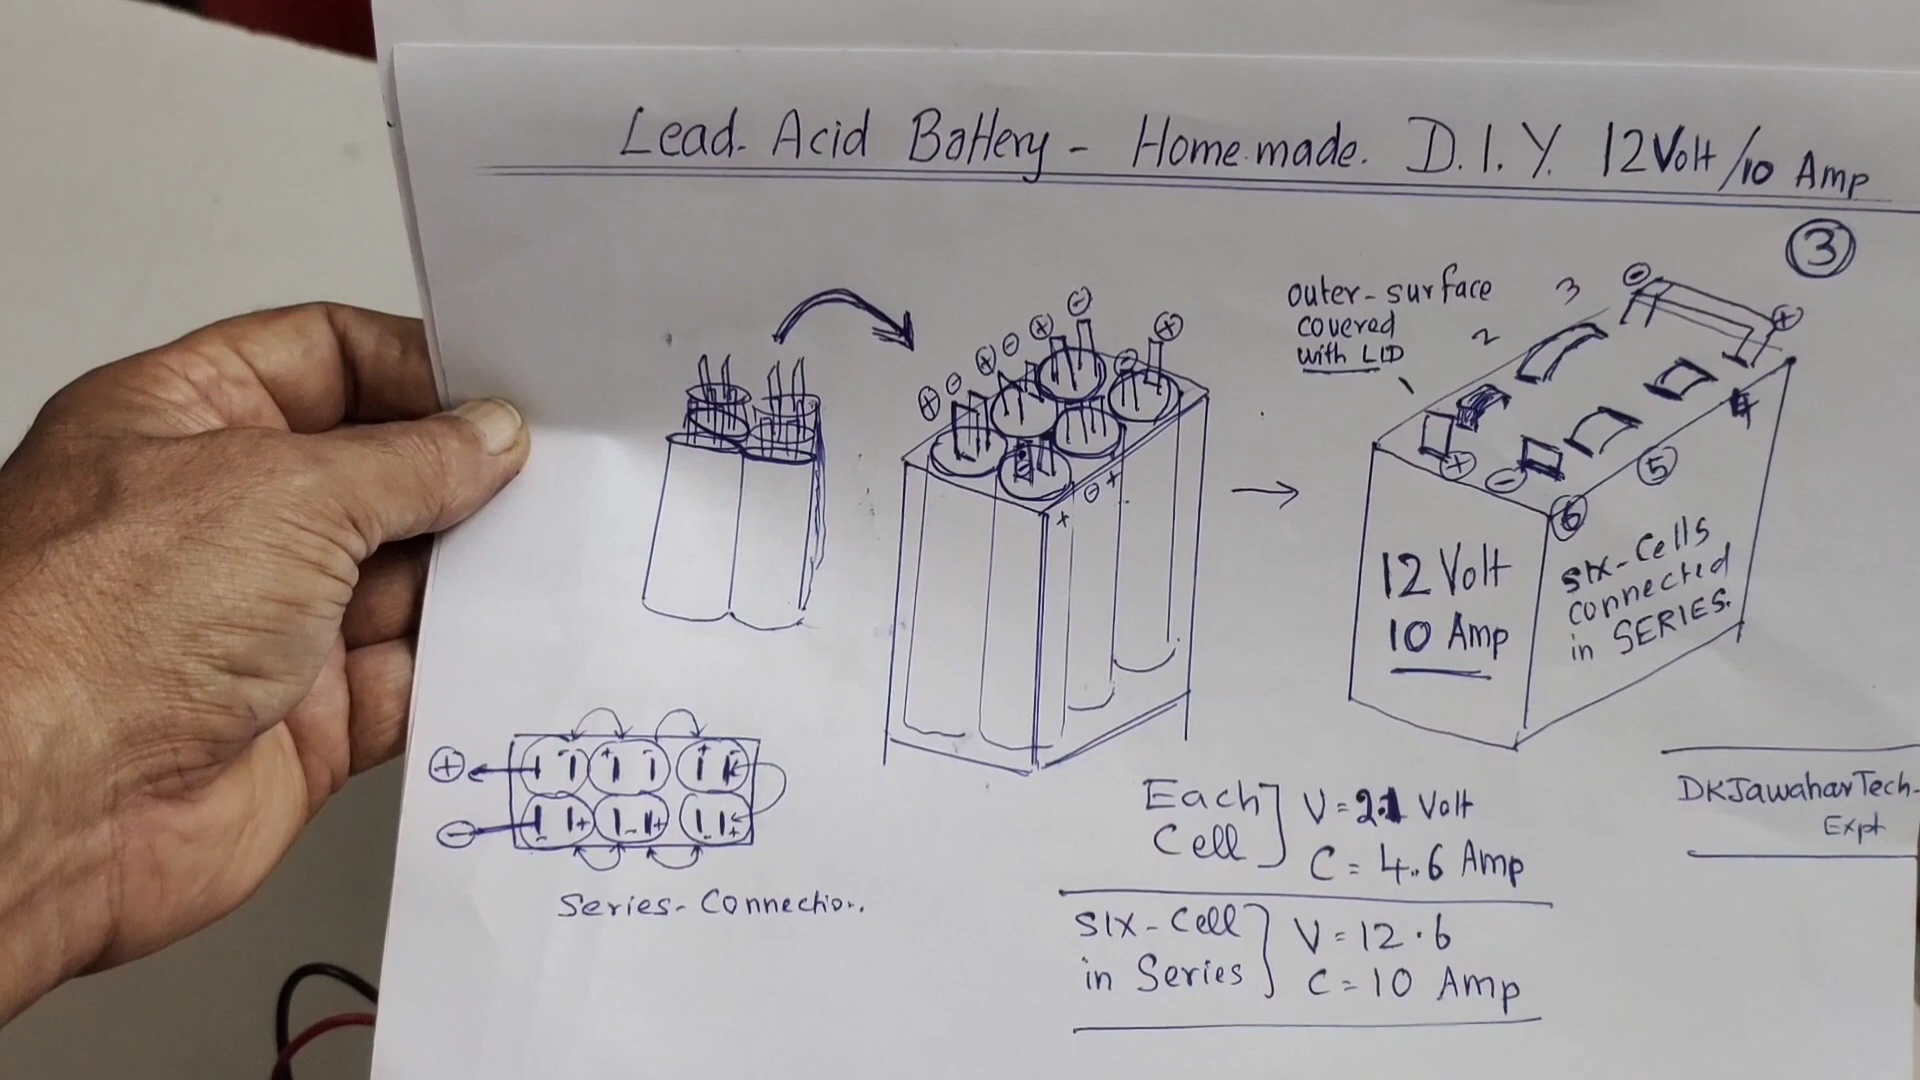 Lead-Acid Battery - Home.made. D.I.Y. 12Volt/10 Amp
3
outer-surface
covered
with LID
2
3
⊖
⊕
⊕ ⊖ ⊕ ⊖ ⊕ ⊖ ⊖ ⊕
+ ⊖ +
4
5
6
⊕ ⊖
12 Volt
10 Amp
sIx-Cells
connected
in SERIES.
⊕
⊖
- + - + -
- + - + - +
Series-Connection.
Each Cell] V = 2.1 Volt
C = 4.6 Amp
sIx-Cell in Series] V = 12.6
C = 10 Amp
DKJawaharTech-
Expt